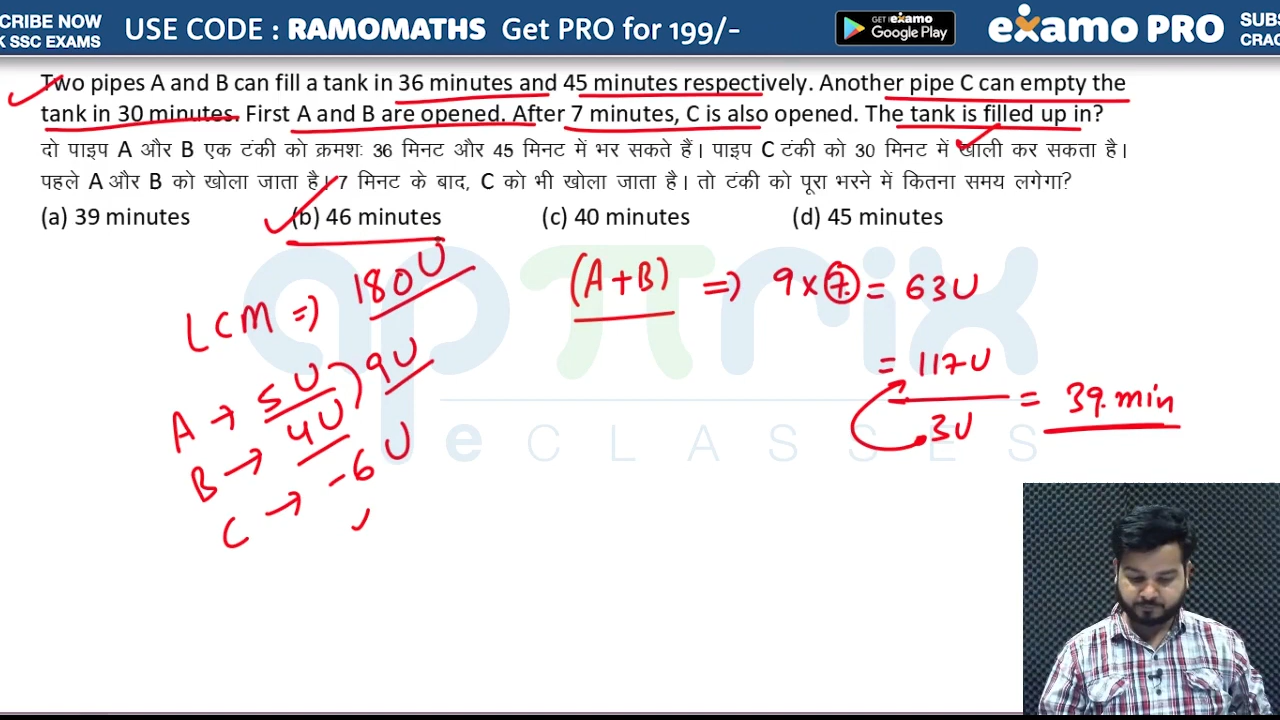 CRIBE NOW
K SSC EXAMS
USE CODE : RAMOMATHS Get PRO for 199/-
GET IT ON examo
Google Play
examo PRO
SUBS
CRAC
Two pipes A and B can fill a tank in 36 minutes and 45 minutes respectively. Another pipe C can empty the
tank in 30 minutes. First A and B are opened. After 7 minutes, C is also opened. The tank is filled up in?
दो पाइप A और B एक टंकी को क्रमशः 36 मिनट और 45 मिनट में भर सकते हैं। पाइप C टंकी को 30 मिनट में खाली कर सकता है।
पहले A और B को खोला जाता है। 7 मिनट के बाद, C को भी खोला जाता है। तो टंकी को पूरा भरने में कितना समय लगेगा?
(a) 39 minutes (b) 46 minutes (c) 40 minutes (d) 45 minutes
LCM => 180U
(A+B) => 9 x 7 = 63U
A → 5U
B → 4U
) 9U
C → -6U
= 117U
3U
= 39 min
e CLASSES